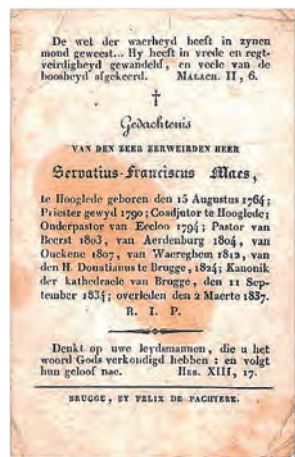 De wet der waerheyd heeft in zynen
mond geweest... Hy heeft in vrede en regt-
veirdigheyd gewandeld, en veele van de
boosheyd afgekeerd. MALACH. II, 6.
†
Gedachtenis
VAN DEN ZEER EERWEIRDEN HEER
Servatius-Franciscus Maes,
te Hooglede geboren den 15 Augustus 1764;
Priester gewyd 1790; Coadjutor te Hooglede;
Onderpastor van Eecloo 1794; Pastor van
Beerst 1803, van Aerdenburg 1804, van
Ouckene 1807, van Waereghem 1812, van
den H. Donatianus te Brugge, 1824; Kanonik
der kathedraele van Brugge, den 11 Sep-
tember 1834; overleden den 2 Maerte 1837.
R. I. P.
Denkt op uwe leydsmannen, die u het
woord Gods verkondigd hebben: en volgt
hun geloof nae. HEB. XIII, 17.
BRUGGE, BY FELIX DE PACHTERE.